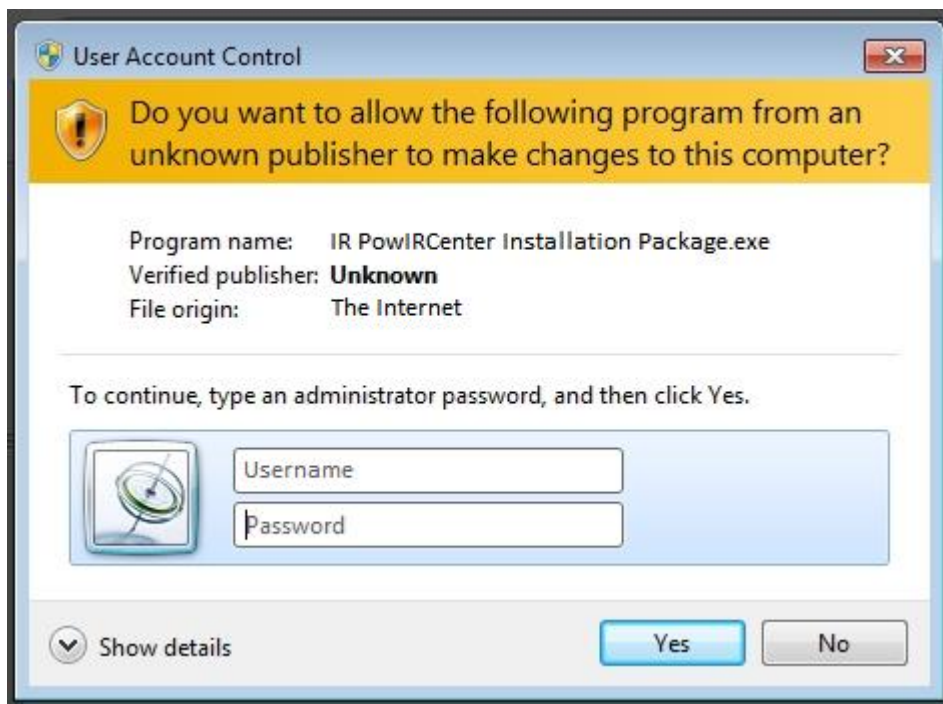 User Account Control
Do you want to allow the following program from an
unknown publisher to make changes to this computer?
Program name: IR PowIRCenter Installation Package.exe
Verified publisher: Unknown
File origin: The Internet
To continue, type an administrator password, and then click Yes.
Username
Password
Show details
Yes
No